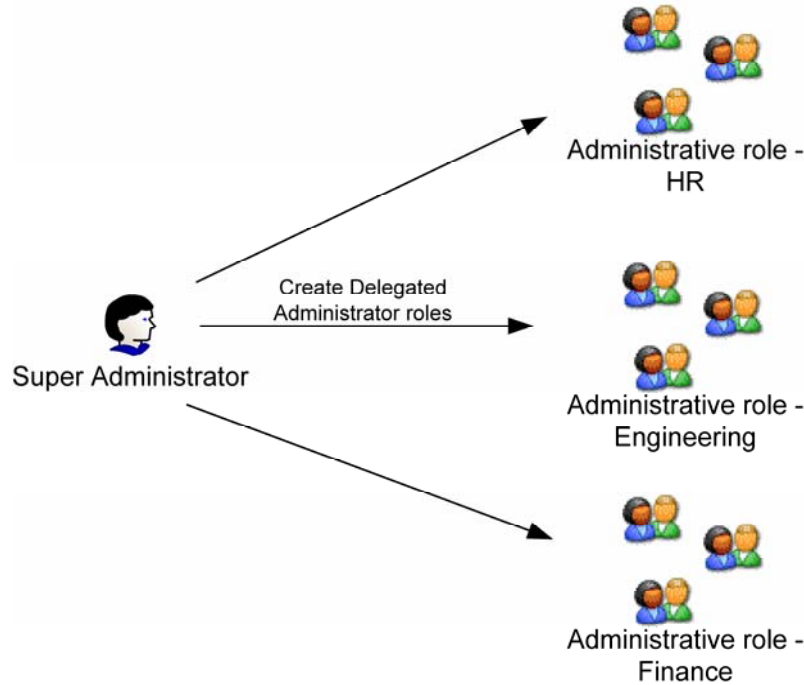 Administrative role -
HR
Create Delegated
Administrator roles
Super Administrator
Administrative role -
Engineering
Administrative role -
Finance